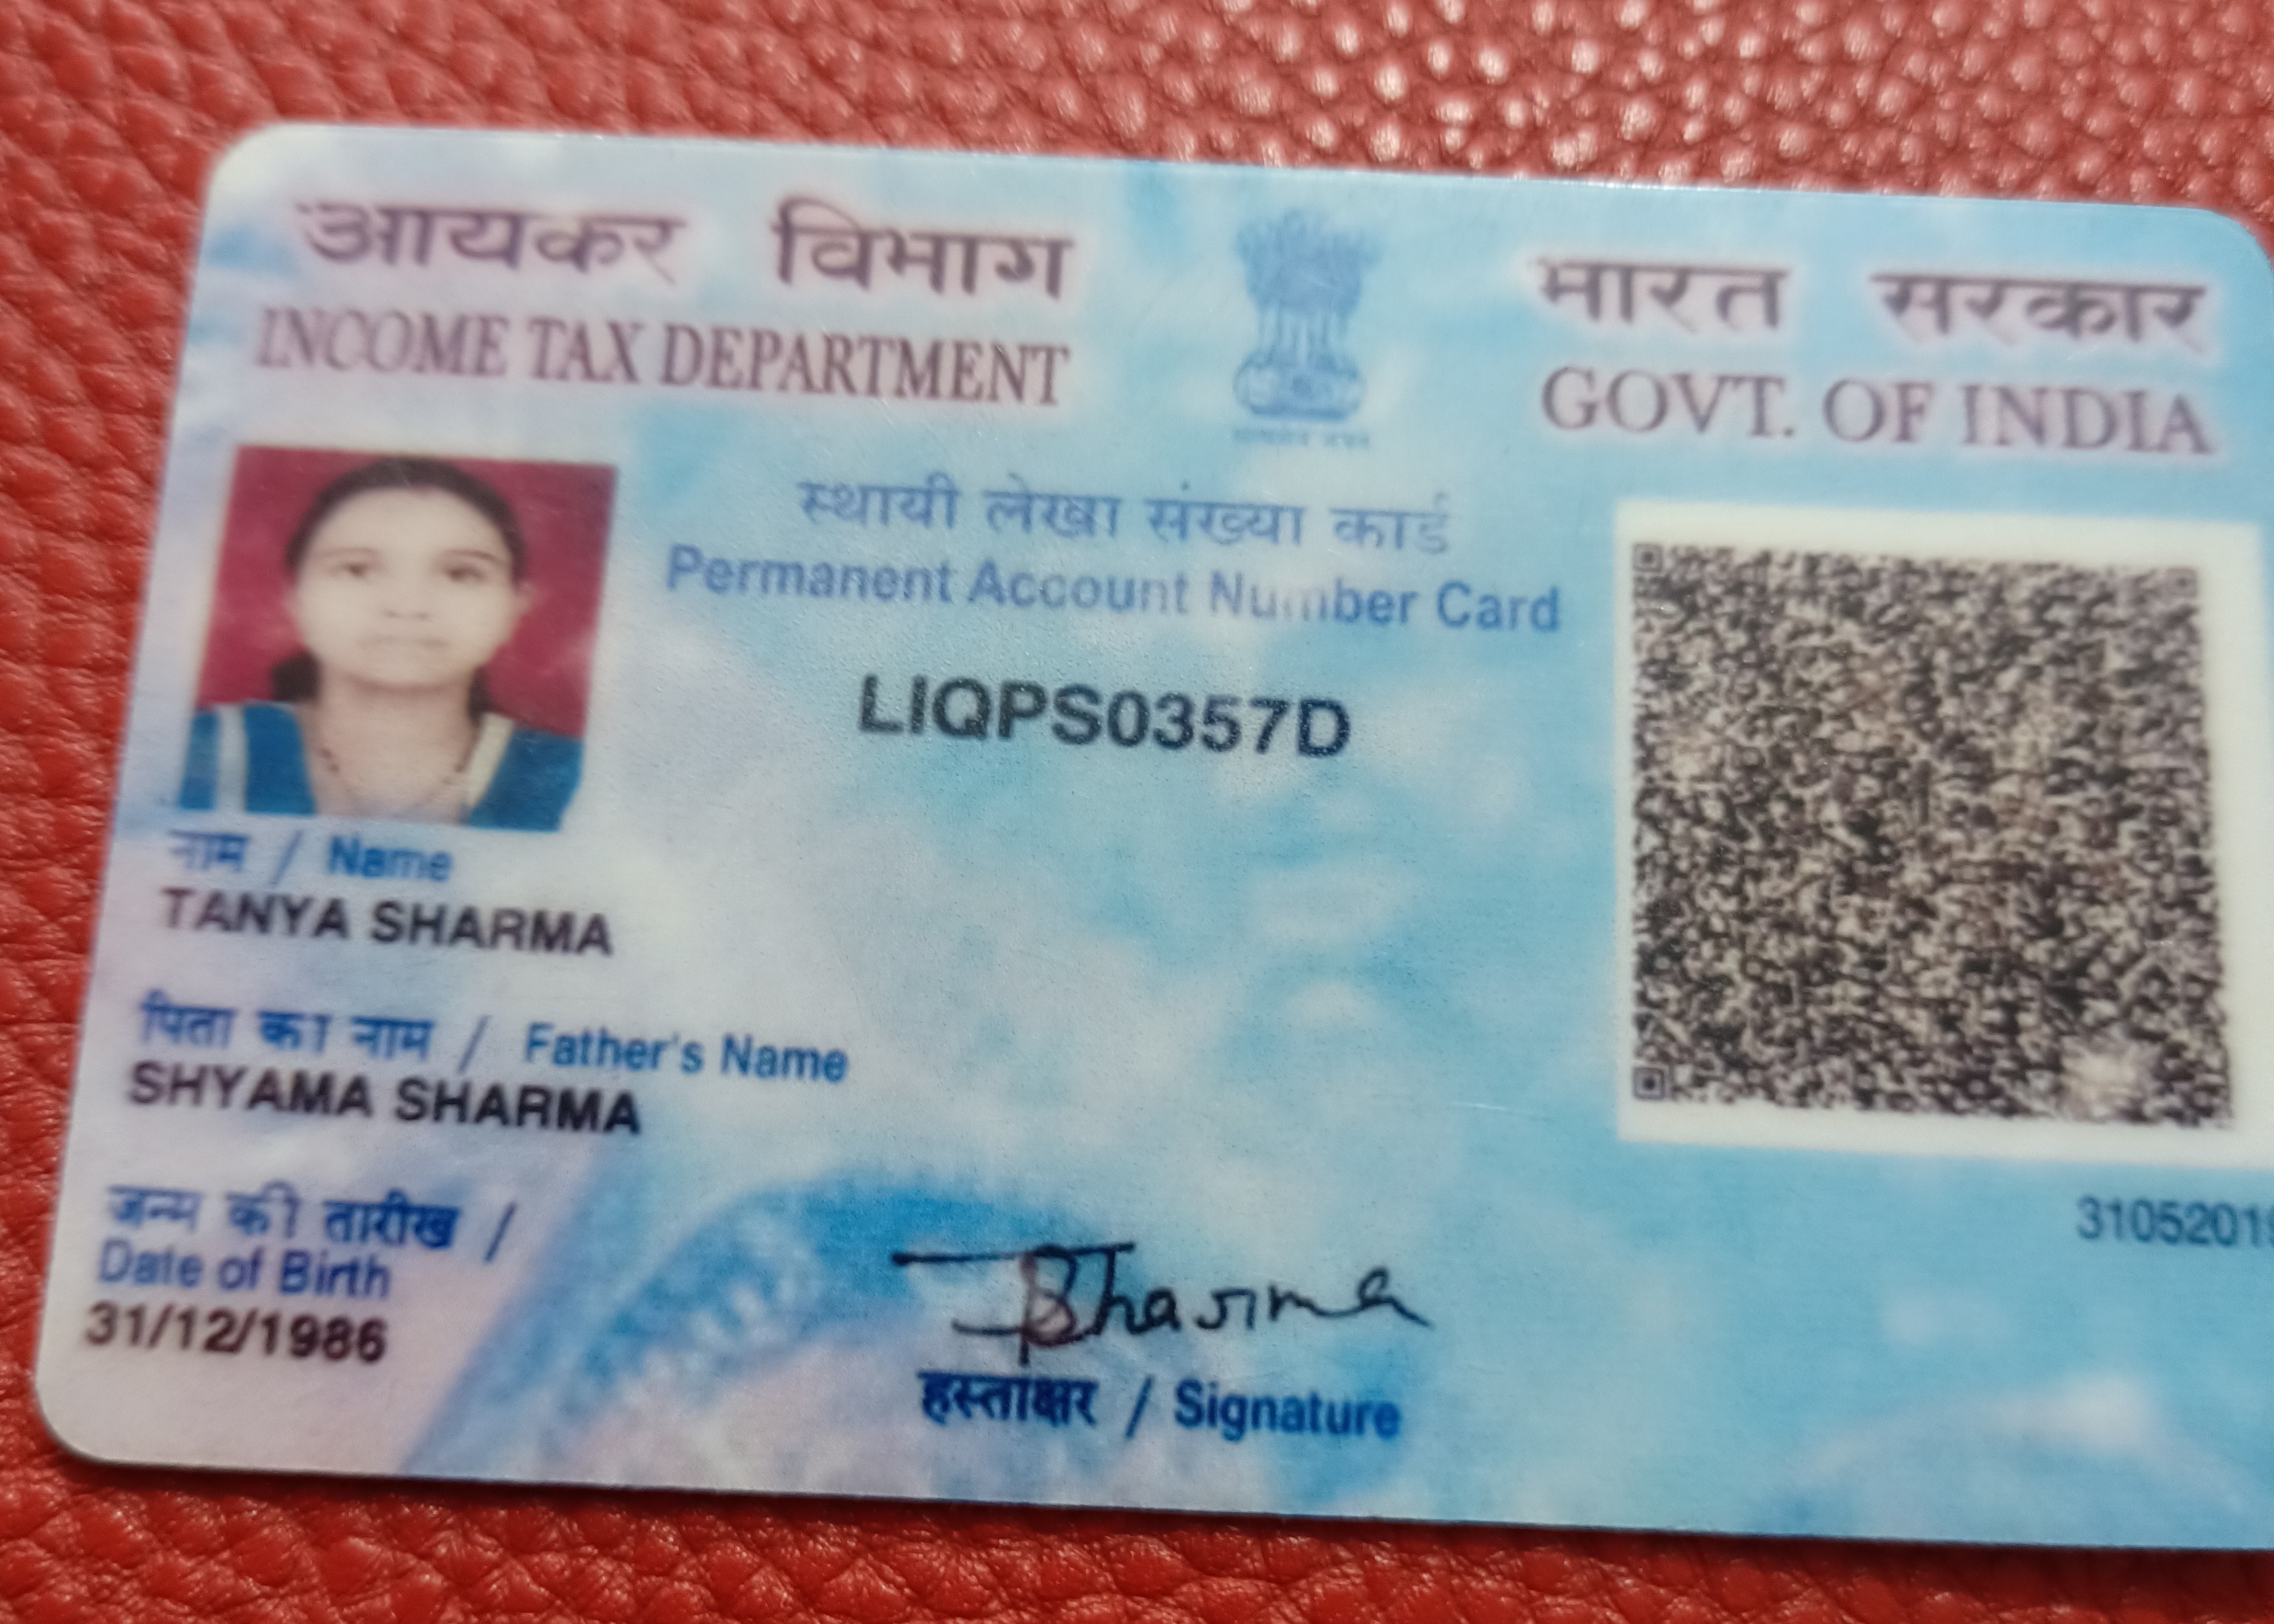 आयकर विभाग
INCOME TAX DEPARTMENT
भारत सरकार
GOVT. OF INDIA
स्थायी लेखा संख्या कार्ड
Permanent Account Number Card
LIQPS0357D
नाम / Name
TANYA SHARMA
पिता का नाम / Father's Name
SHYAMA SHARMA
जन्म की तारीख /
Date of Birth
31/12/1986
Sharma
हस्ताक्षर / Signature
3105201